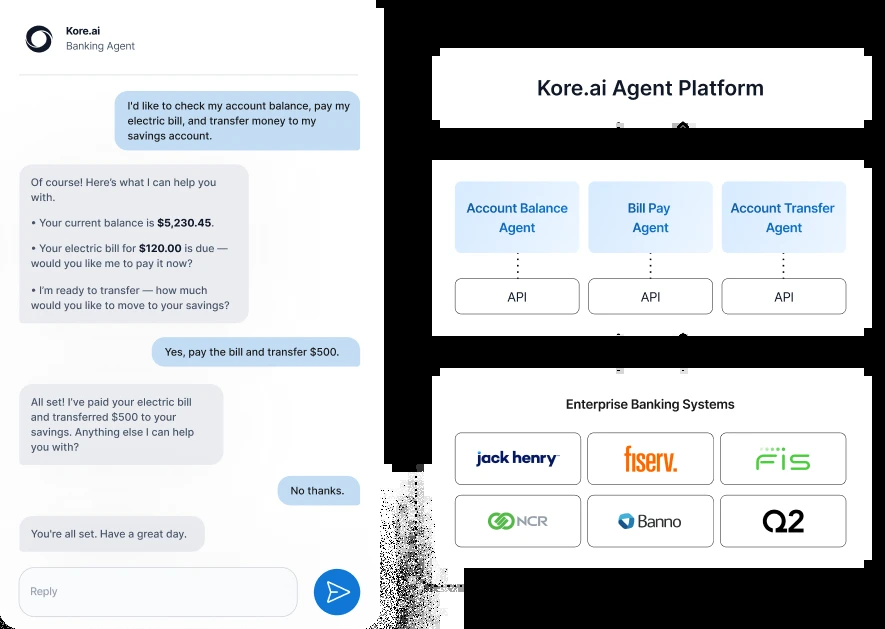 Kore.ai
Banking Agent
I'd like to check my account balance, pay my
electric bill, and transfer money to my
savings account.
Of course! Here's what I can help you
with.
• Your current balance is $5,230.45.
• Your electric bill for $120.00 is due —
would you like me to pay it now?
• I'm ready to transfer — how much
would you like to move to your savings?
Yes, pay the bill and transfer $500.
All set! I've paid your electric bill
and transferred $500 to your
savings. Anything else I can help
you with?
No thanks.
You're all set. Have a great day.
Reply
Kore.ai Agent Platform
Account Balance
Agent
Bill Pay
Agent
Account Transfer
Agent
API
API
API
Enterprise Banking Systems
jack henry
fiserv.
FIS
NCR
Banno
Q2